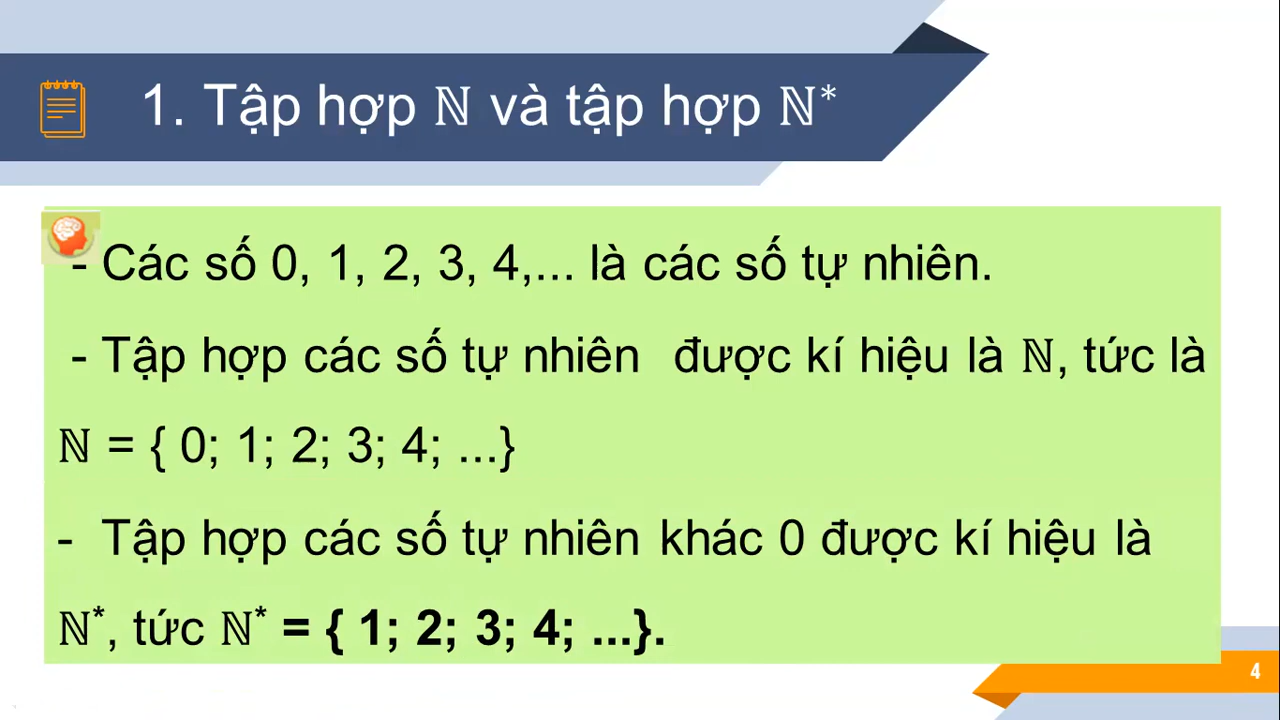 1. Tập hợp ℕ và tập hợp ℕ*
- Các số 0, 1, 2, 3, 4,... là các số tự nhiên.
- Tập hợp các số tự nhiên được kí hiệu là ℕ, tức là
ℕ = { 0; 1; 2; 3; 4; ...}
- Tập hợp các số tự nhiên khác 0 được kí hiệu là
ℕ*, tức ℕ* = { 1; 2; 3; 4; ...}.
4